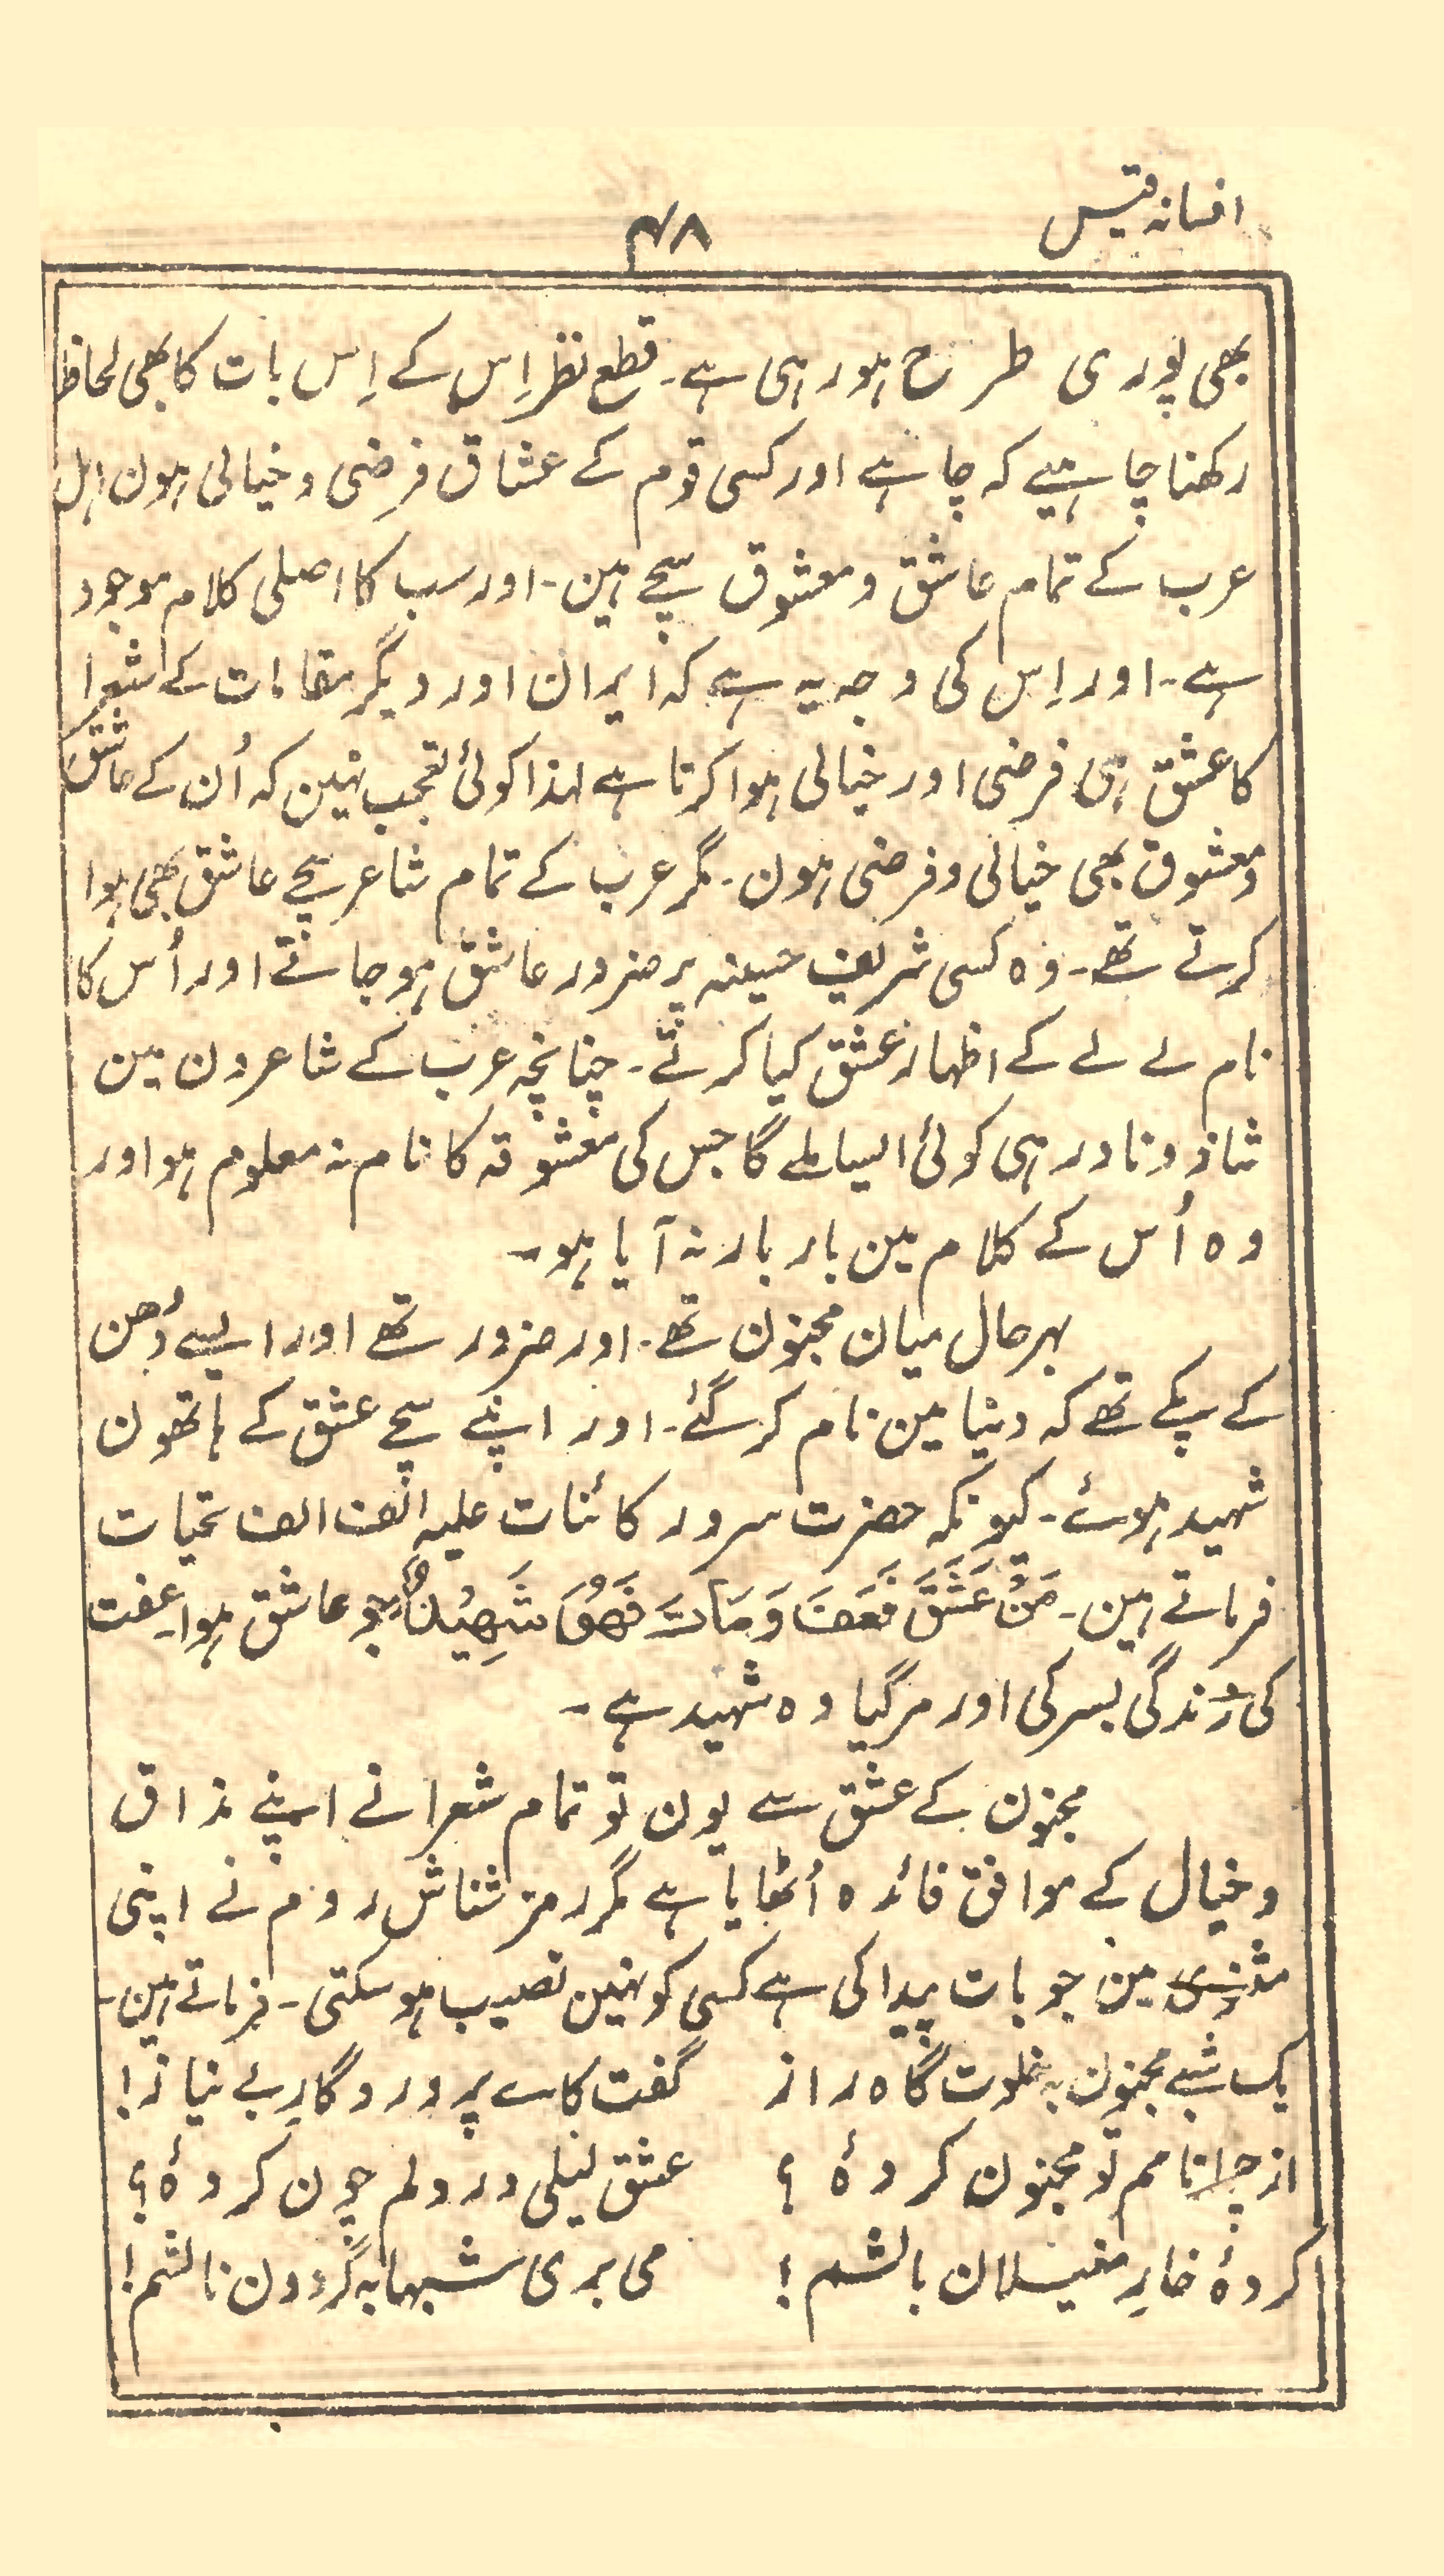 افسانہ قیس
۴۸
بھی پوری طرح ہو رہی ہے۔ قطع نظر اِس کے اِس بات کا بھی لحاظ
رکھنا چاہیے کہ چاہے اور کسی قوم کے عشاق فرضی و خیالی ہون اہل
عرب کے تمام عاشق و معشوق سچے ہین۔ اور سب کا اصلی کلام موجود
ہے۔ اور اِس کی وجہ یہ ہے کہ ایران اور دیگر مقامات کے شعرا
کا عشق ہی فرضی اور خیالی ہوا کرتا ہے لہذا کوئی تعجب نہین کہ اُن کے عاشق
و معشوق بھی خیالی و فرضی ہون۔ مگر عرب کے تمام شاعر سچے عاشق بھی ہوا
کرتے تھے۔ وہ کسی شریف حسینہ پر ضرور عاشق ہو جاتے اور اُس کا
نام لے لے کے اظہار عشق کیا کرتے۔ چنانچہ عرب کے شاعرون مین
شاذ و نادر ہی کوئی ایسا ملے گا جس کی معشوقہ کا نام نہ معلوم ہو اور
وہ اُس کے کلام مین بار بار نہ آیا ہو۔
بہرحال میان مجنون تھے۔ اور ضرور تھے اور ایسے دُھن
کے پکے تھے کہ دنیا مین نام کر گئے۔ اور اپنے سچے عشق کے ہاتھون
شہید ہوئے۔ کیونکہ حضرت سرور کائنات علیہ الف الف تحیات
فرماتے ہین۔ مَنْ عَشَقَ فَعَفَ وَمَاتَ فَهُوَ شَهِيْدٌ جو عاشق ہوا عفت
کی زندگی بسر کی اور مر گیا وہ شہید ہے۔
مجنون کے عشق سے یون تو تمام شعرا نے اپنے مذاق
و خیال کے موافق فائدہ اُٹھایا ہے مگر رمز شناش روم نے اپنی
مثنوی مین جو بات پیدا کی ہے کسی کو نہین نصیب ہو سکتی۔ فرماتے ہین۔
یک شبے مجنون بہ خلوت گاہ راز گفت کاے پروردگارِ بے نیاز!
از چرا نامم تو مجنون کردۂ ؟ عشق لیلی در دلم چون کردۂ؟
کردۂ خارِ مغیلان بالشم! می بری شبہا بہ گردون نالشم!